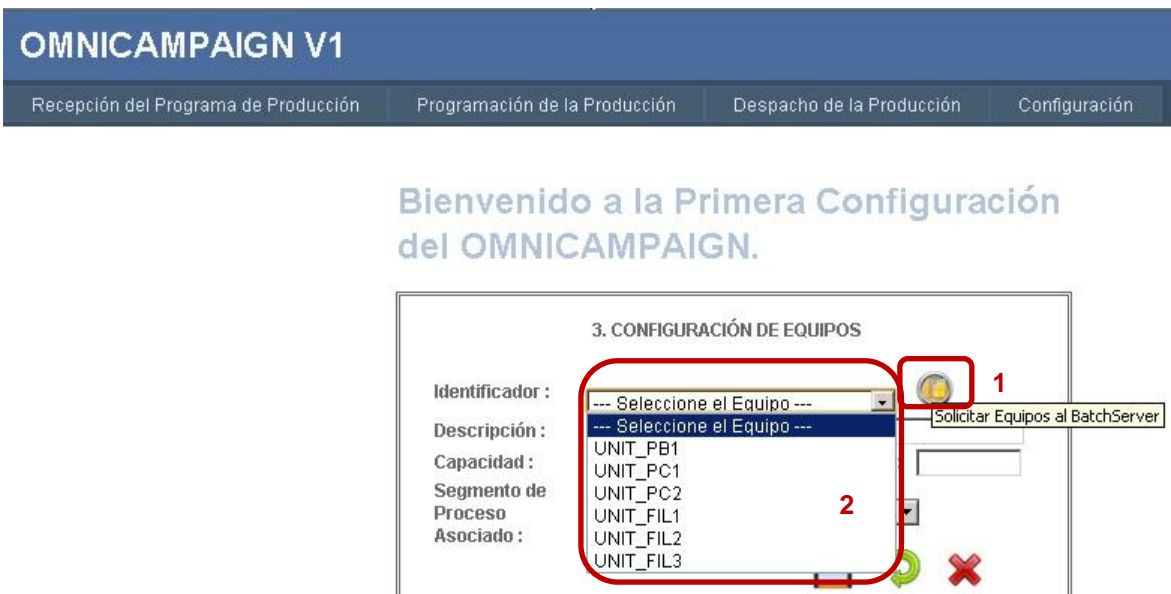 OMNICAMPAIGN V1
Recepción del Programa de Producción Programación de la Producción Despacho de la Producción Configuración
Bienvenido a la Primera Configuración
del OMNICAMPAIGN.
3. CONFIGURACIÓN DE EQUIPOS
1
Identificador :
--- Seleccione el Equipo ---
Solicitar Equipos al BatchServer
--- Seleccione el Equipo ---
Descripción :
UNIT_PB1
Capacidad :
UNIT_PC1
Segmento de
Proceso
Asociado :
UNIT_PC2
2
UNIT_FIL1
UNIT_FIL2
UNIT_FIL3